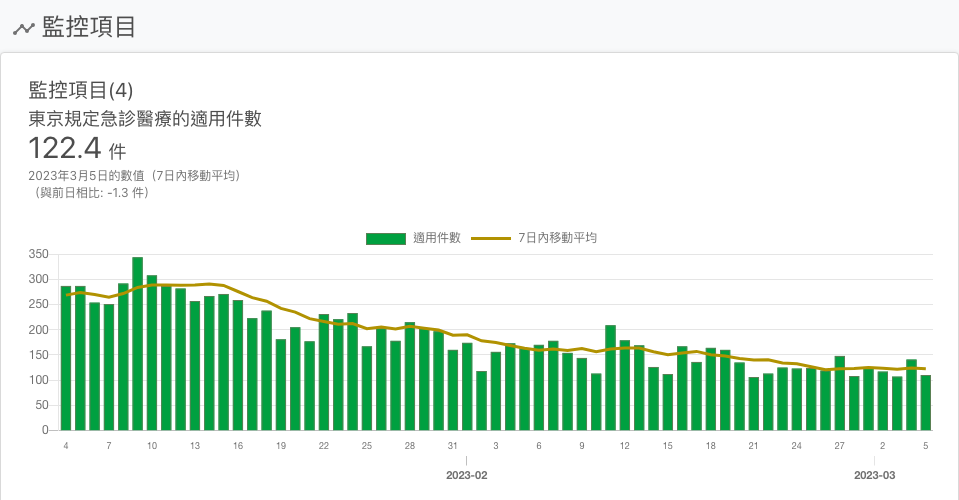 監控項目
監控項目(4)
東京規定急診醫療的適用件數
122.4 件
2023年3月5日的數值（7日內移動平均）
（與前日相比: -1.3 件）
適用件數 7日內移動平均
350
300
250
200
150
100
50
0
4 7 10 13 16 19 22 25 28 31 3 6 9 12 15 18 21 24 27 2 5
2023-02 2023-03